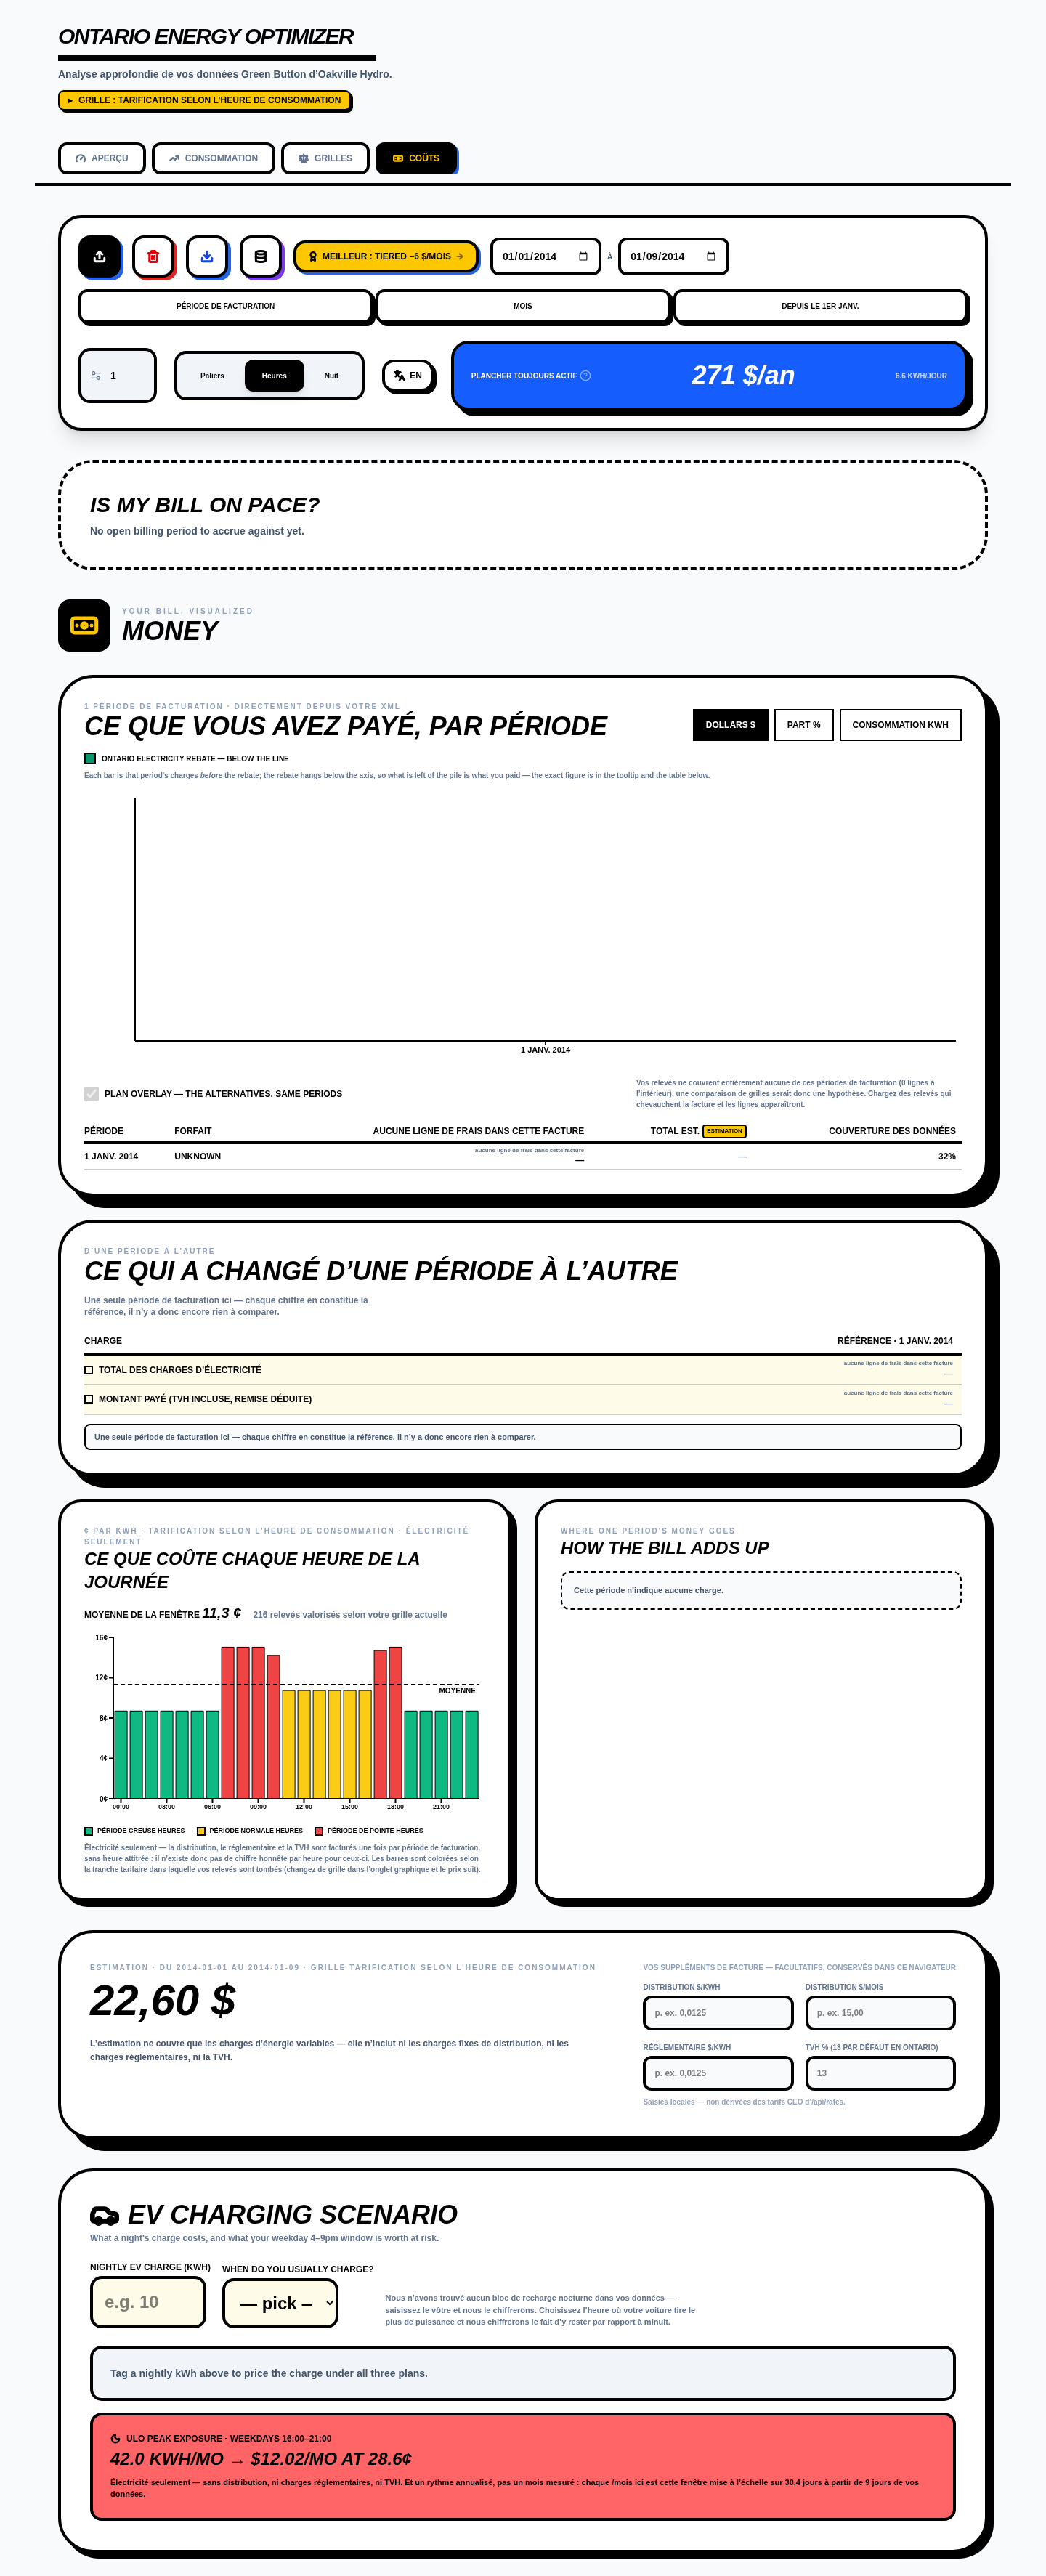 ONTARIO ENERGY OPTIMIZER
Analyse approfondie de vos données Green Button d’Oakville Hydro.
► GRILLE : TARIFICATION SELON L’HEURE DE CONSOMMATION
APERÇU
CONSOMMATION
GRILLES
COÛTS
MEILLEUR : TIERED −6 $/MOIS →
01/01/2014
À
01/09/2014
PÉRIODE DE FACTURATION
MOIS
DEPUIS LE 1ER JANV.
1
Paliers
Heures
Nuit
EN
PLANCHER TOUJOURS ACTIF ?
271 $/an
6.6 KWH/JOUR
IS MY BILL ON PACE?
No open billing period to accrue against yet.
YOUR BILL, VISUALIZED
MONEY
1 PÉRIODE DE FACTURATION · DIRECTEMENT DEPUIS VOTRE XML
CE QUE VOUS AVEZ PAYÉ, PAR PÉRIODE
DOLLARS $
PART %
CONSOMMATION KWH
ONTARIO ELECTRICITY REBATE — BELOW THE LINE
Each bar is that period's charges before the rebate; the rebate hangs below the axis, so what is left of the pile is what you paid — the exact figure is in the tooltip and the table below.
1 JANV. 2014
PLAN OVERLAY — THE ALTERNATIVES, SAME PERIODS
Vos relevés ne couvrent entièrement aucune de ces périodes de facturation (0 lignes à
l’intérieur), une comparaison de grilles serait donc une hypothèse. Chargez des relevés qui
chevauchent la facture et les lignes apparaîtront.
PÉRIODE
FORFAIT
AUCUNE LIGNE DE FRAIS DANS CETTE FACTURE
TOTAL EST. ESTIMATION
COUVERTURE DES DONNÉES
1 JANV. 2014
UNKNOWN
aucune ligne de frais dans cette facture
—
—
32%
D’UNE PÉRIODE À L’AUTRE
CE QUI A CHANGÉ D’UNE PÉRIODE À L’AUTRE
Une seule période de facturation ici — chaque chiffre en constitue la
référence, il n’y a donc encore rien à comparer.
CHARGE
RÉFÉRENCE · 1 JANV. 2014
TOTAL DES CHARGES D’ÉLECTRICITÉ
aucune ligne de frais dans cette facture
—
MONTANT PAYÉ (TVH INCLUSE, REMISE DÉDUITE)
aucune ligne de frais dans cette facture
—
Une seule période de facturation ici — chaque chiffre en constitue la référence, il n’y a donc encore rien à comparer.
¢ PAR KWH · TARIFICATION SELON L’HEURE DE CONSOMMATION · ÉLECTRICITÉ
SEULEMENT
CE QUE COÛTE CHAQUE HEURE DE LA
JOURNÉE
MOYENNE DE LA FENÊTRE 11,3 ¢
216 relevés valorisés selon votre grille actuelle
16¢
12¢
8¢
4¢
0¢
MOYENNE
00:00
03:00
06:00
09:00
12:00
15:00
18:00
21:00
PÉRIODE CREUSE HEURES
PÉRIODE NORMALE HEURES
PÉRIODE DE POINTE HEURES
Électricité seulement — la distribution, le réglementaire et la TVH sont facturés une fois par période de facturation,
sans heure attitrée : il n’existe donc pas de chiffre honnête par heure pour ceux-ci. Les barres sont colorées selon
la tranche tarifaire dans laquelle vos relevés sont tombés (changez de grille dans l’onglet graphique et le prix suit).
WHERE ONE PERIOD'S MONEY GOES
HOW THE BILL ADDS UP
Cette période n’indique aucune charge.
ESTIMATION · DU 2014-01-01 AU 2014-01-09 · GRILLE TARIFICATION SELON L’HEURE DE CONSOMMATION
22,60 $
L’estimation ne couvre que les charges d’énergie variables — elle n’inclut ni les charges fixes de distribution, ni les
charges réglementaires, ni la TVH.
VOS SUPPLÉMENTS DE FACTURE — FACULTATIFS, CONSERVÉS DANS CE NAVIGATEUR
DISTRIBUTION $/KWH
DISTRIBUTION $/MOIS
p. ex. 0,0125
p. ex. 15,00
RÉGLEMENTAIRE $/KWH
TVH % (13 PAR DÉFAUT EN ONTARIO)
p. ex. 0,0125
13
Saisies locales — non dérivées des tarifs CEO d’/api/rates.
EV CHARGING SCENARIO
What a night's charge costs, and what your weekday 4–9pm window is worth at risk.
NIGHTLY EV CHARGE (KWH)
WHEN DO YOU USUALLY CHARGE?
e.g. 10
— pick —
Nous n’avons trouvé aucun bloc de recharge nocturne dans vos données —
saisissez le vôtre et nous le chiffrerons. Choisissez l’heure où votre voiture tire le
plus de puissance et nous chiffrerons le fait d’y rester par rapport à minuit.
Tag a nightly kWh above to price the charge under all three plans.
ULO PEAK EXPOSURE · WEEKDAYS 16:00–21:00
42.0 KWH/MO → $12.02/MO AT 28.6¢
Électricité seulement — sans distribution, ni charges réglementaires, ni TVH. Et un rythme annualisé, pas un mois mesuré : chaque /mois ici est cette fenêtre mise à l’échelle sur 30,4 jours à partir de 9 jours de vos
données.